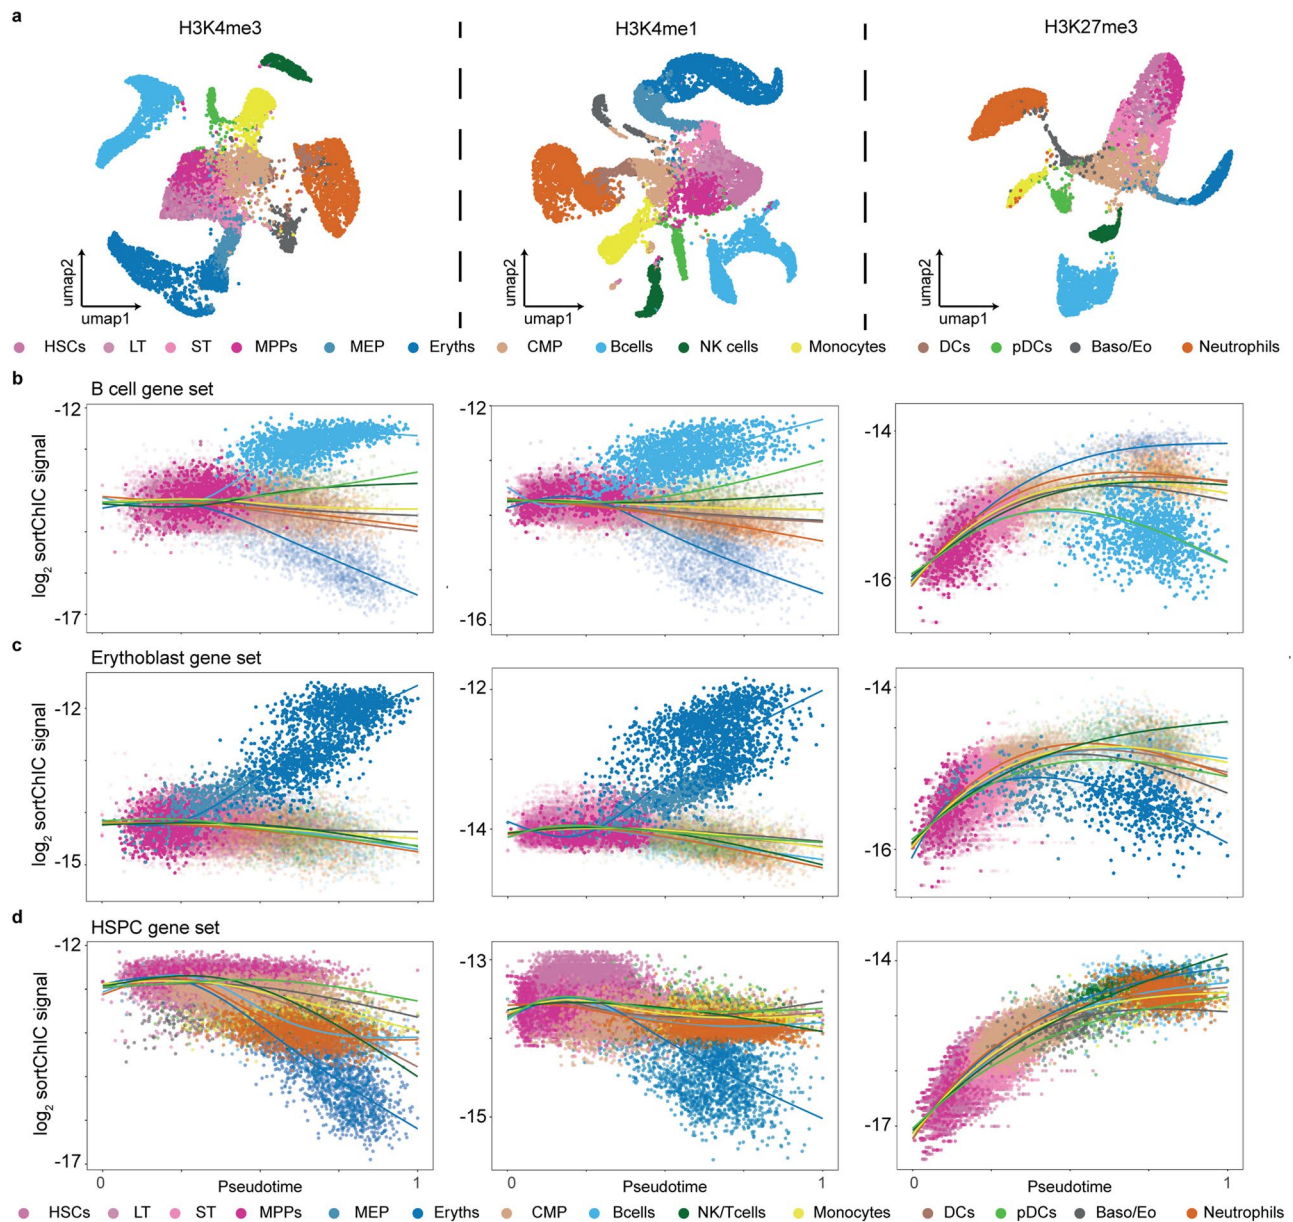 a
H3K4me3
H3K4me1
H3K27me3
umap2
umap1
umap2
umap1
umap2
umap1
HSCs LT ST MPPs MEP Eryths CMP Bcells NK cells Monocytes DCs pDCs Baso/Eo Neutrophils
b
B cell gene set
log2 sortChIC signal
-12
-17
-12
-16
-14
-16
c
Erythoblast gene set
log2 sortChIC signal
-12
-15
-12
-14
-14
-16
d
HSPC gene set
log2 sortChIC signal
-12
-17
-13
-15
-14
-17
0 Pseudotime 1
0 Pseudotime 1
0 Pseudotime 1
HSCs LT ST MPPs MEP Eryths CMP Bcells NK/Tcells Monocytes DCs pDCs Baso/Eo Neutrophils